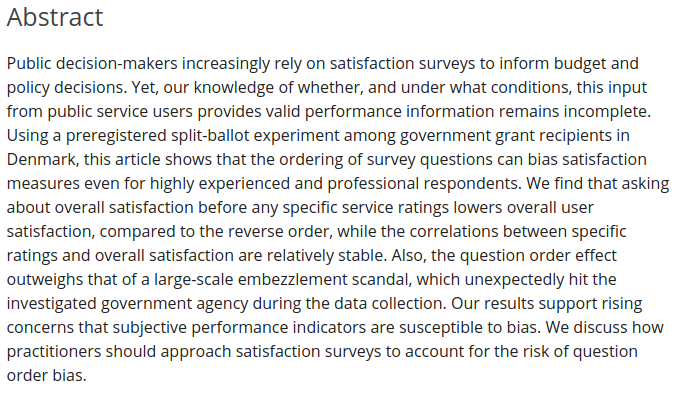 Abstract
Public decision-makers increasingly rely on satisfaction surveys to inform budget and
policy decisions. Yet, our knowledge of whether, and under what conditions, this input
from public service users provides valid performance information remains incomplete.
Using a preregistered split-ballot experiment among government grant recipients in
Denmark, this article shows that the ordering of survey questions can bias satisfaction
measures even for highly experienced and professional respondents. We find that asking
about overall satisfaction before any specific service ratings lowers overall user
satisfaction, compared to the reverse order, while the correlations between specific
ratings and overall satisfaction are relatively stable. Also, the question order effect
outweighs that of a large-scale embezzlement scandal, which unexpectedly hit the
investigated government agency during the data collection. Our results support rising
concerns that subjective performance indicators are susceptible to bias. We discuss how
practitioners should approach satisfaction surveys to account for the risk of question
order bias.